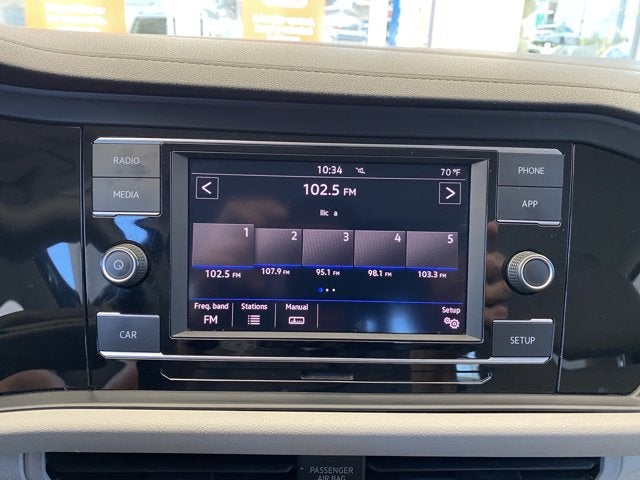 RADIO
MEDIA
CAR
10:34
70 °F
<
102.5 FM
>
llic a
1
2
3
4
5
102.5 FM
107.9 FM
95.1 FM
98.1 FM
103.3 FM
Freq. band
FM
Stations
Manual
Setup
PHONE
APP
SETUP
PASSENGER
AIR BAG